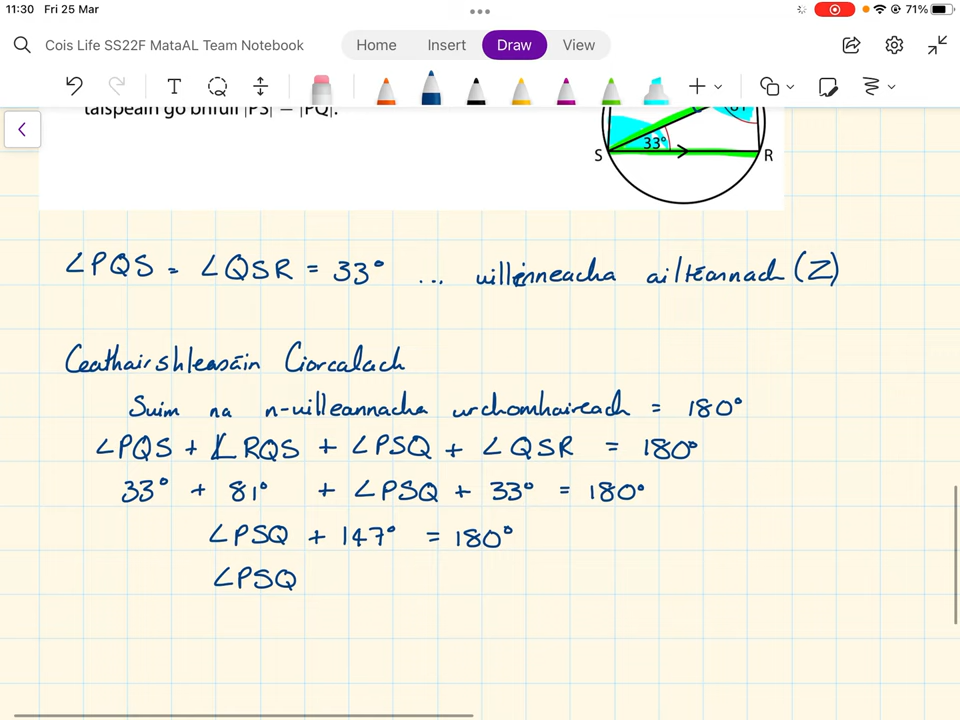 11:30 Fri 25 Mar
71%
Cois Life SS22F MataAL Team Notebook
Home Insert Draw View
taispeáin go bhfuil |PS| = |PQ|.
81°
33°
S
R
∠PQS = ∠QSR = 33° ... uillinneacha ailtéarnach (Z)
Ceathairshleasáin Ciorcalach
Suim na n-uilleannacha urchomhaireach = 180°
∠PQS + ∠RQS + ∠PSQ + ∠QSR = 180°
33° + 81° + ∠PSQ + 33° = 180°
∠PSQ + 147° = 180°
∠PSQ